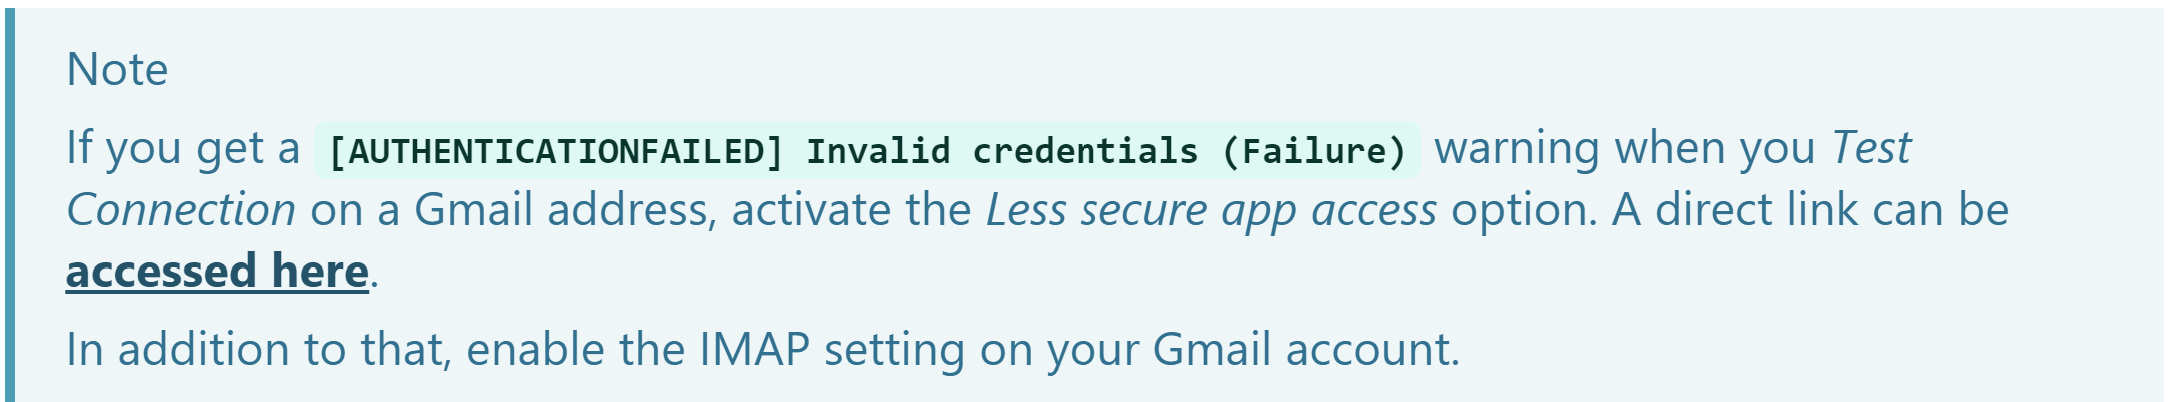 Note
If you get a [AUTHENTICATIONFAILED] Invalid credentials (Failure) warning when you Test
Connection on a Gmail address, activate the Less secure app access option. A direct link can be
accessed here.
In addition to that, enable the IMAP setting on your Gmail account.